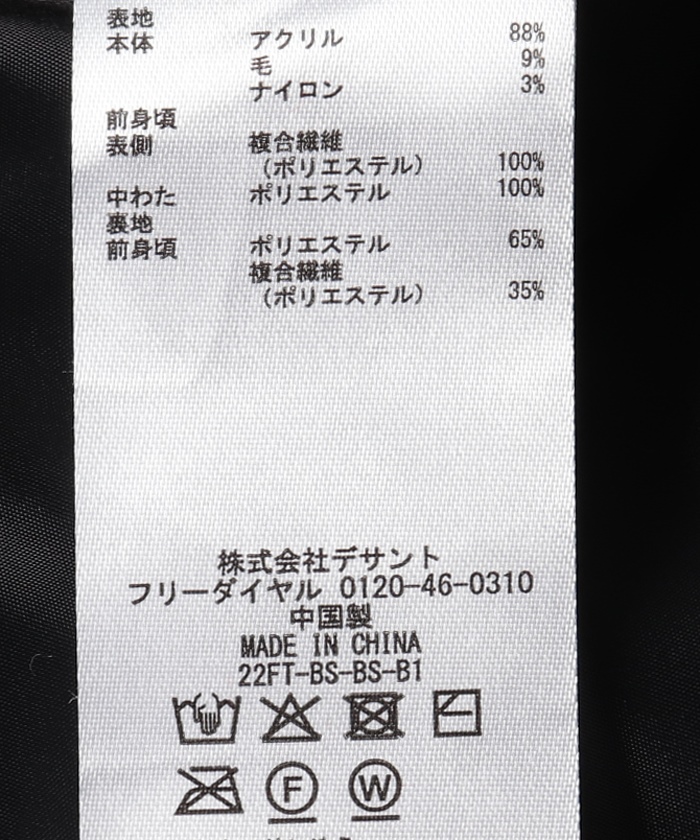 表地
本体 アクリル 88%
毛 9%
ナイロン 3%
前身頃
表側 複合繊維
(ポリエステル) 100%
中わた ポリエステル 100%
裏地
前身頃 ポリエステル 65%
複合繊維
(ポリエステル) 35%
株式会社デサント
フリーダイヤル 0120-46-0310
中国製
MADE IN CHINA
22FT-BS-BS-B1
F W